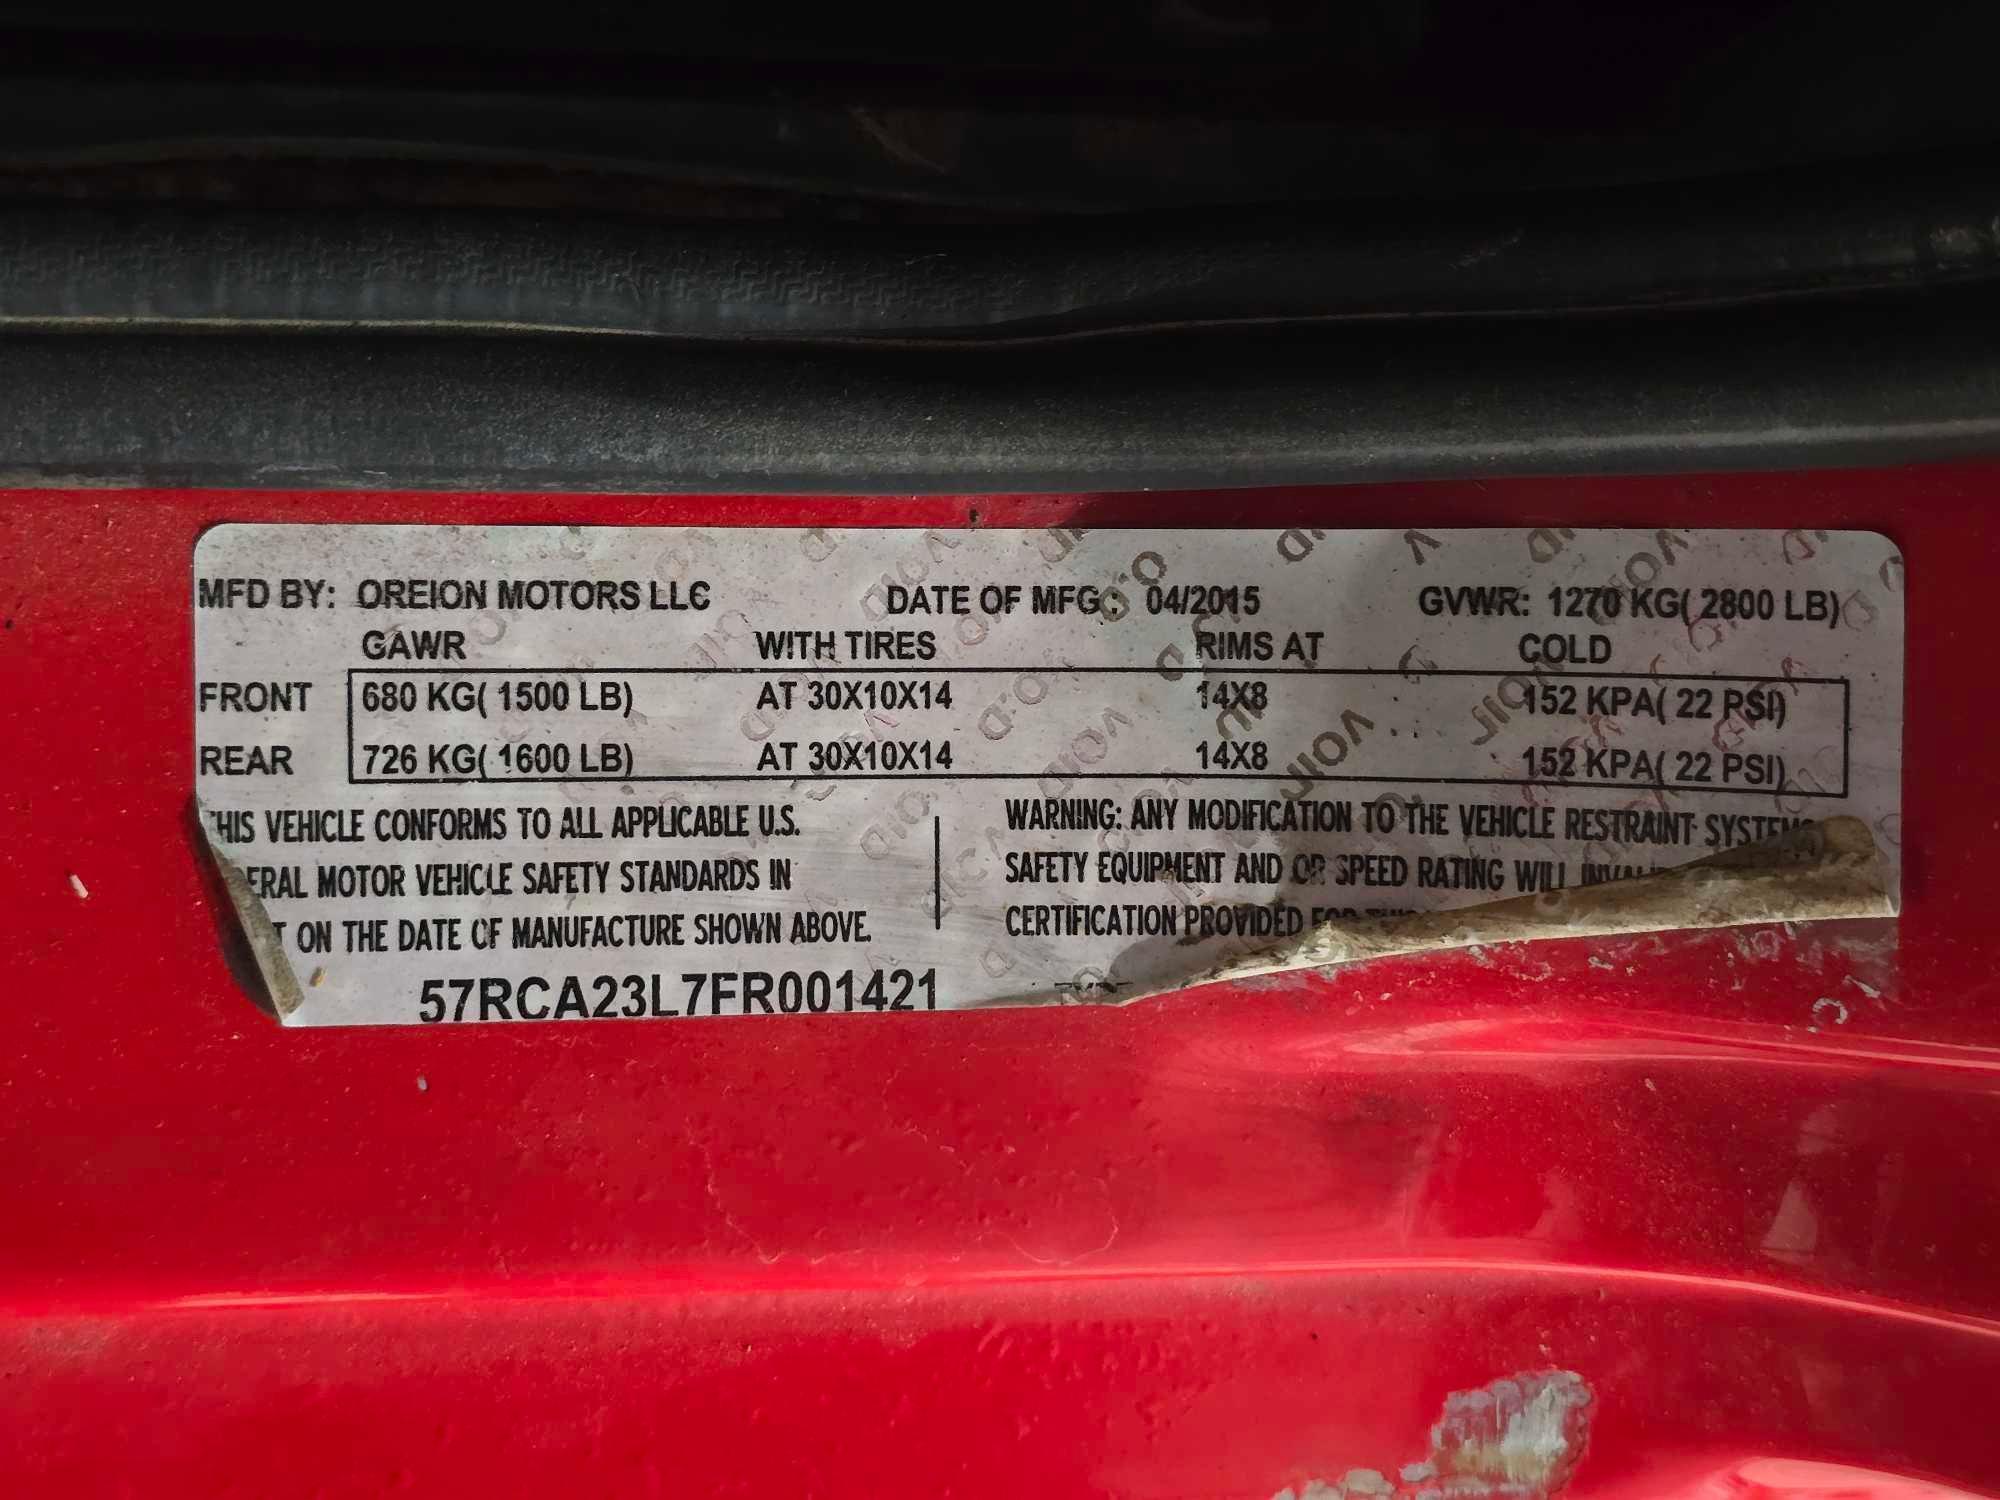 MFD BY: OREION MOTORS LLC DATE OF MFG: 04/2015 GVWR: 1270 KG( 2800 LB)
GAWR WITH TIRES RIMS AT COLD
FRONT 680 KG( 1500 LB) AT 30X10X14 14X8 152 KPA( 22 PSI)
REAR 726 KG( 1600 LB) AT 30X10X14 14X8 152 KPA( 22 PSI)
HIS VEHICLE CONFORMS TO ALL APPLICABLE U.S.
ERAL MOTOR VEHICLE SAFETY STANDARDS IN
T ON THE DATE OF MANUFACTURE SHOWN ABOVE.
WARNING: ANY MODIFICATION TO THE VEHICLE RESTRAINT SYSTEMS
SAFETY EQUIPMENT AND OR SPEED RATING WILL
CERTIFICATION PROVIDED
57RCA23L7FR001421